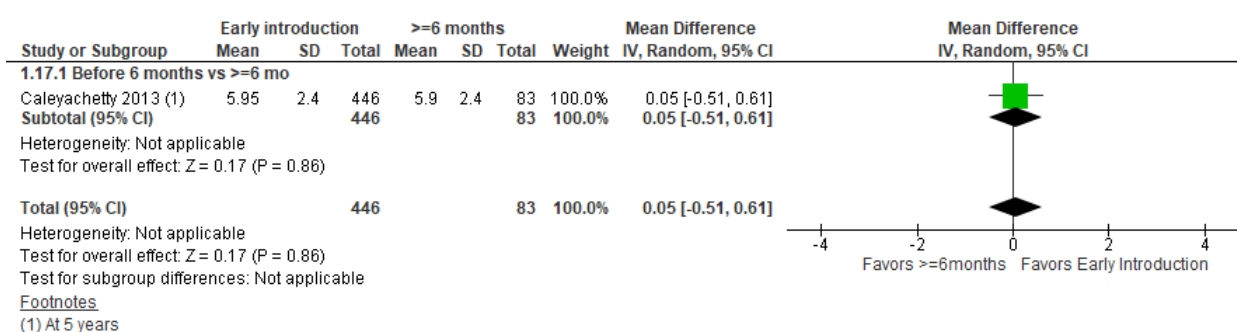 Early introduction >=6 months Mean Difference Mean Difference
Study or Subgroup Mean SD Total Mean SD Total Weight IV, Random, 95% CI IV, Random, 95% CI
1.17.1 Before 6 months vs >=6 mo
Caleyachetty 2013 (1) 5.95 2.4 446 5.9 2.4 83 100.0% 0.05 [-0.51, 0.61]
Subtotal (95% CI) 446 83 100.0% 0.05 [-0.51, 0.61]
Heterogeneity: Not applicable
Test for overall effect: Z = 0.17 (P = 0.86)
Total (95% CI) 446 83 100.0% 0.05 [-0.51, 0.61]
Heterogeneity: Not applicable
Test for overall effect: Z = 0.17 (P = 0.86)
Test for subgroup differences: Not applicable
-4 -2 0 2 4
Favors >=6months Favors Early Introduction
Footnotes
(1) At 5 years